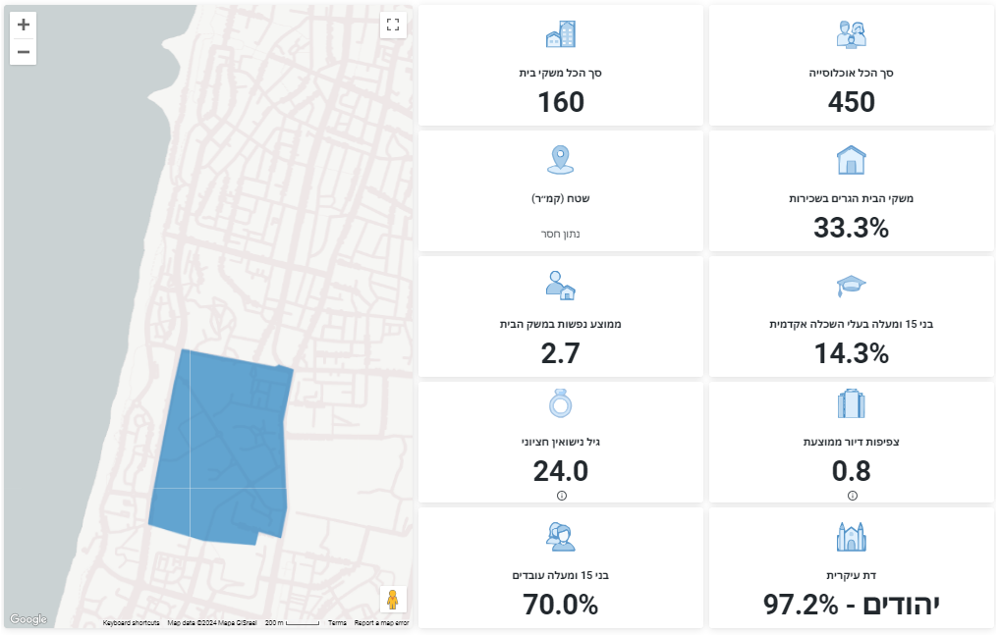 סך הכל אוכלוסייה
450
סך הכל משקי בית
160
משקי הבית הגרים בשכירות
33.3%
שטח (קמ״ר)
נתון חסר
בני 15 ומעלה בעלי השכלה אקדמית
14.3%
ממוצע נפשות במשק הבית
2.7
צפיפות דיור ממוצעת
0.8
גיל נישואין חציוני
24.0
דת עיקרית
יהודים - 97.2%
בני 15 ומעלה עובדים
70.0%
+
−
Google
Keyboard shortcuts
Map data ©2024 Mapa GISrael
200 m
Terms
Report a map error